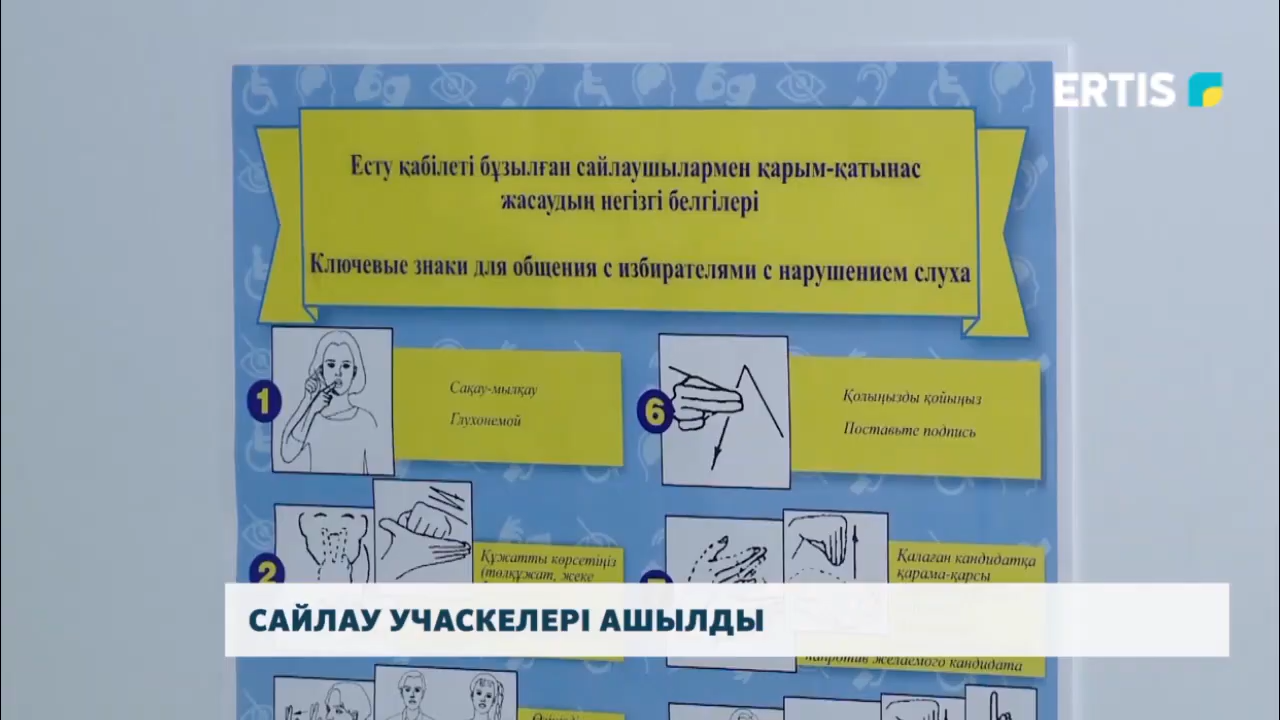 ERTIS
Есту қабілеті бұзылған сайлаушылармен қарым-қатынас
жасаудың негізгі белгілері
Ключевые знаки для общения с избирателями с нарушением слуха
1
Сақау-мылқау
Глухонемой
6
Қолыңызды қойыңыз
Поставьте подпись
2
Құжатты көрсетіңіз
(төлқұжат, жеке
Қалаған кандидатқа
қарама-қарсы
напротив желаемого кандидата
САЙЛАУ УЧАСКЕЛЕРІ АШЫЛДЫ